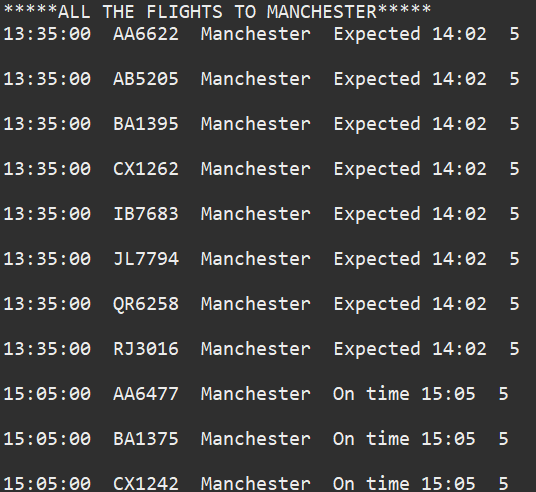 *****ALL THE FLIGHTS TO MANCHESTER*****
13:35:00  AA6622  Manchester  Expected 14:02  5
13:35:00  AB5205  Manchester  Expected 14:02  5
13:35:00  BA1395  Manchester  Expected 14:02  5
13:35:00  CX1262  Manchester  Expected 14:02  5
13:35:00  IB7683  Manchester  Expected 14:02  5
13:35:00  JL7794  Manchester  Expected 14:02  5
13:35:00  QR6258  Manchester  Expected 14:02  5
13:35:00  RJ3016  Manchester  Expected 14:02  5
15:05:00  AA6477  Manchester  On time 15:05  5
15:05:00  BA1375  Manchester  On time 15:05  5
15:05:00  CX1242  Manchester  On time 15:05  5